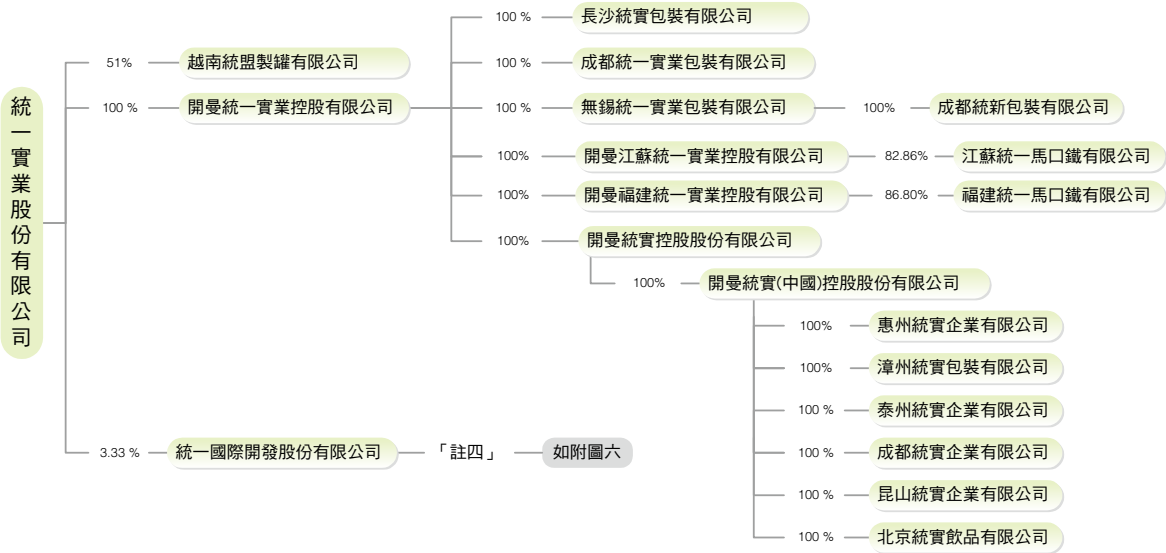 統一實業股份有限公司
51% 越南統盟製罐有限公司
100 % 開曼統一實業控股有限公司
100 % 長沙統實包裝有限公司
100 % 成都統一實業包裝有限公司
100 % 無錫統一實業包裝有限公司 100% 成都統新包裝有限公司
100% 開曼江蘇統一實業控股有限公司 82.86% 江蘇統一馬口鐵有限公司
100% 開曼福建統一實業控股有限公司 86.80% 福建統一馬口鐵有限公司
100% 開曼統實控股股份有限公司
100% 開曼統實(中國)控股股份有限公司
100% 惠州統實企業有限公司
100% 漳州統實包裝有限公司
100 % 泰州統實企業有限公司
100 % 成都統實企業有限公司
100 % 昆山統實企業有限公司
100 % 北京統實飲品有限公司
3.33 % 統一國際開發股份有限公司 「註四」 如附圖六